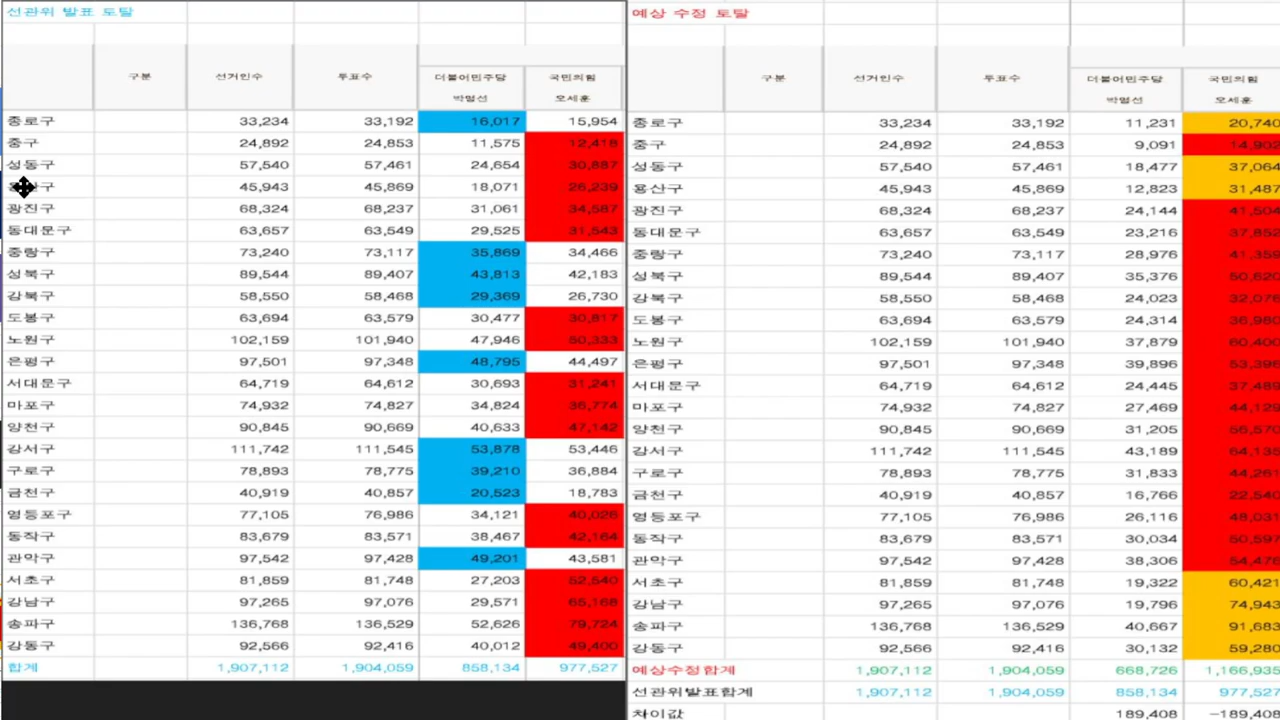 선관위 발표 토탈
구분 선거인수 투표수 더불어민주당 국민의힘
박영선 오세훈
종로구 33,234 33,192 16,017 15,954
중구 24,892 24,853 11,575 12,418
성동구 57,540 57,461 24,654 30,887
구 45,943 45,869 18,071 26,239
광진구 68,324 68,237 31,061 34,587
동대문구 63,657 63,549 29,525 31,543
중랑구 73,240 73,117 35,869 34,466
성북구 89,544 89,407 43,813 42,183
강북구 58,550 58,468 29,369 26,730
도봉구 63,694 63,579 30,477 30,817
노원구 102,159 101,940 47,946 50,333
은평구 97,501 97,348 48,795 44,497
서대문구 64,719 64,612 30,693 31,241
마포구 74,932 74,827 34,824 36,774
양천구 90,845 90,669 40,633 47,142
강서구 111,742 111,545 53,878 53,446
구로구 78,893 78,775 39,210 36,884
금천구 40,919 40,857 20,523 18,783
영등포구 77,105 76,986 34,121 40,026
동작구 83,679 83,571 38,467 42,164
관악구 97,542 97,428 49,201 43,581
서초구 81,859 81,748 27,203 52,540
강남구 97,265 97,076 29,571 65,168
송파구 136,768 136,529 52,626 79,724
강동구 92,566 92,416 40,012 49,400
합계 1,907,112 1,904,059 858,134 977,527
예상 수정 토탈
구분 선거인수 투표수 더불어민주당 국민의힘
박영선 오세훈
종로구 33,234 33,192 11,231 20,740
중구 24,892 24,853 9,091 14,902
성동구 57,540 57,461 18,477 37,064
용산구 45,943 45,869 12,823 31,487
광진구 68,324 68,237 24,144 41,504
동대문구 63,657 63,549 23,216 37,852
중랑구 73,240 73,117 28,976 41,359
성북구 89,544 89,407 35,376 50,620
강북구 58,550 58,468 24,023 32,076
도봉구 63,694 63,579 24,314 36,980
노원구 102,159 101,940 37,879 60,400
은평구 97,501 97,348 39,896 53,396
서대문구 64,719 64,612 24,445 37,489
마포구 74,932 74,827 27,469 44,129
양천구 90,845 90,669 31,205 56,570
강서구 111,742 111,545 43,189 64,135
구로구 78,893 78,775 31,833 44,261
금천구 40,919 40,857 16,766 22,540
영등포구 77,105 76,986 26,116 48,031
동작구 83,679 83,571 30,034 50,597
관악구 97,542 97,428 38,306 54,476
서초구 81,859 81,748 19,322 60,421
강남구 97,265 97,076 19,796 74,943
송파구 136,768 136,529 40,667 91,683
강동구 92,566 92,416 30,132 59,280
예상수정합계 1,907,112 1,904,059 668,726 1,166,935
선관위발표합계 1,907,112 1,904,059 858,134 977,527
차이값 189,408 -189,408